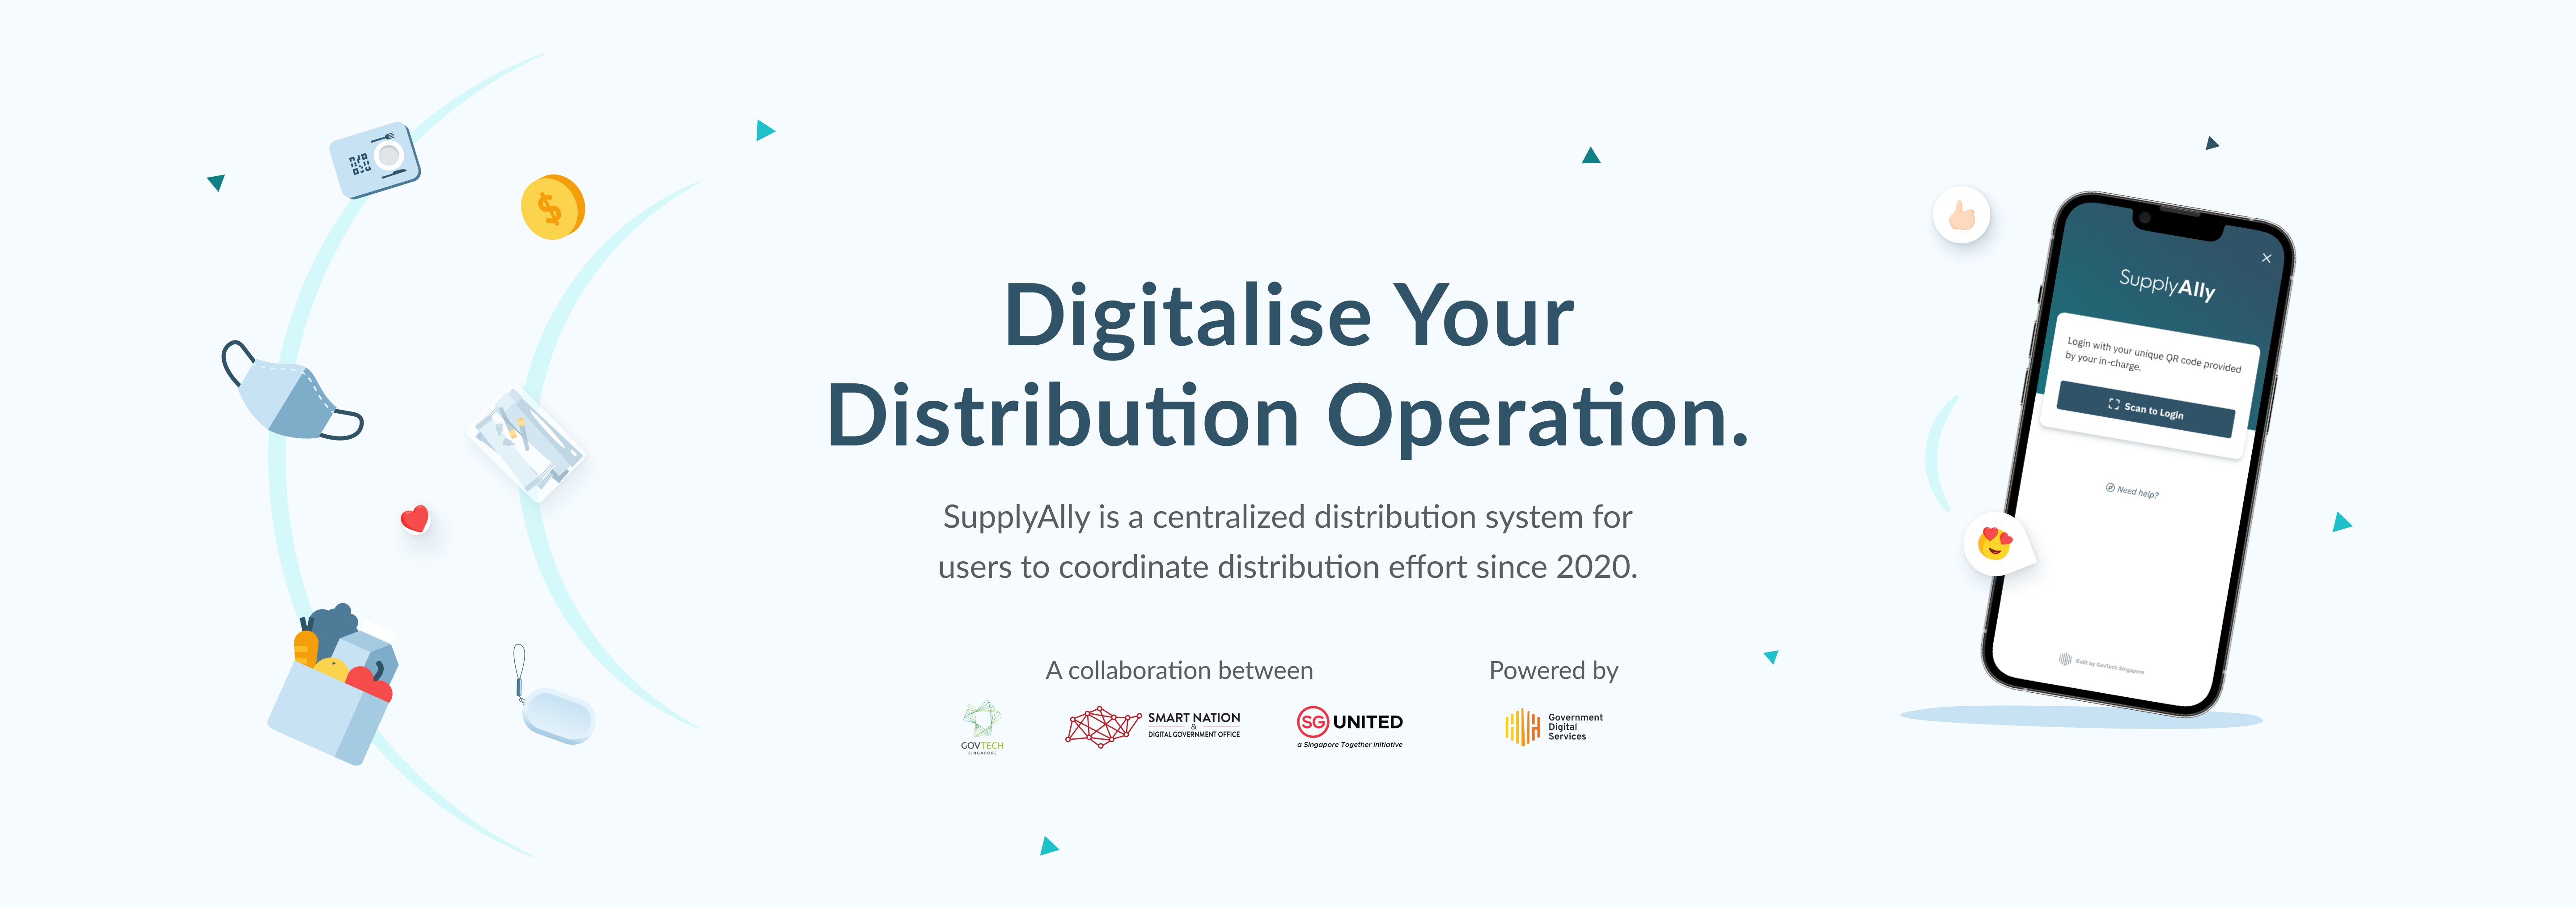 Digitalise Your
Distribution Operation.
SupplyAlly is a centralized distribution system for
users to coordinate distribution effort since 2020.
A collaboration between
GOVTECH
SINGAPORE
SMART NATION
&
DIGITAL GOVERNMENT OFFICE
SG UNITED
a Singapore Together initiative
Powered by
Government
Digital
Services
SupplyAlly
Login with your unique QR code provided
by your in-charge.
Scan to Login
Need help?
Built by GovTech Singapore